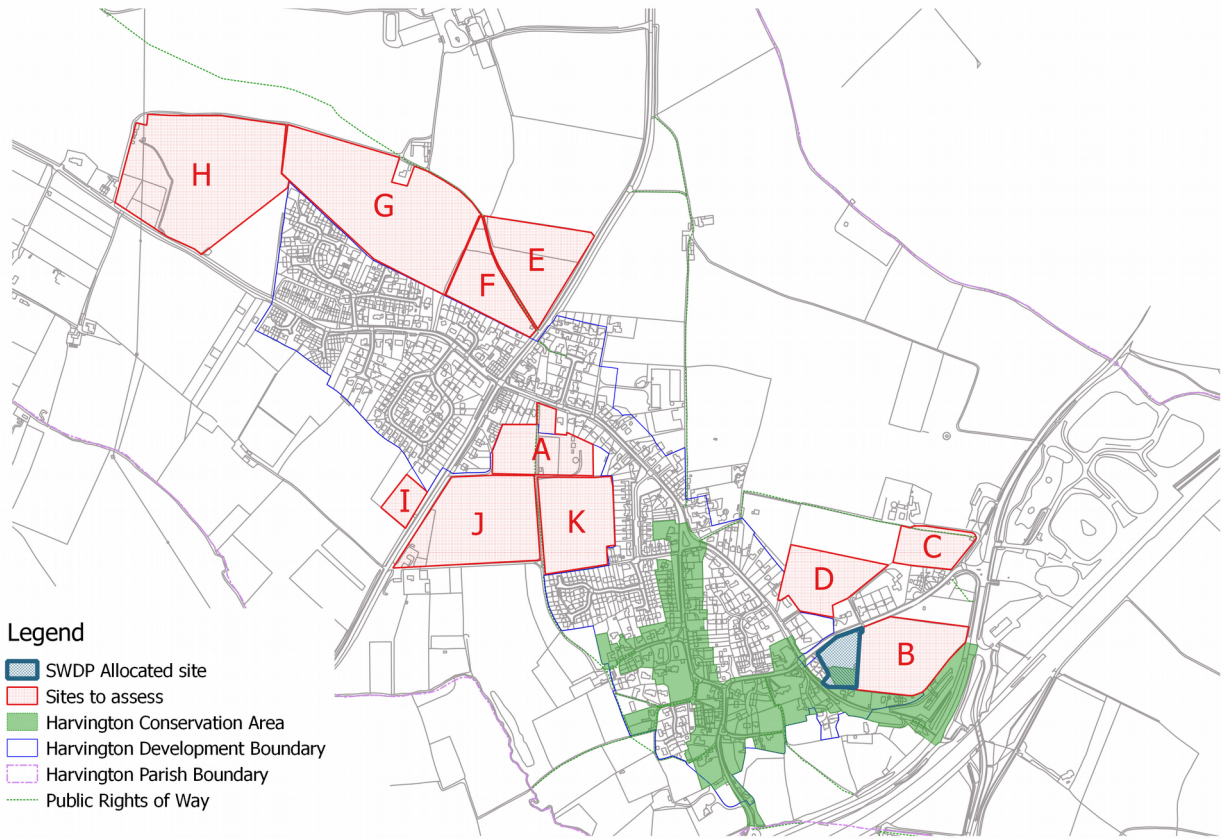 H
G
E
F
A
I
J
K
C
D
B
Legend
SWDP Allocated site
Sites to assess
Harvington Conservation Area
Harvington Development Boundary
Harvington Parish Boundary
Public Rights of Way